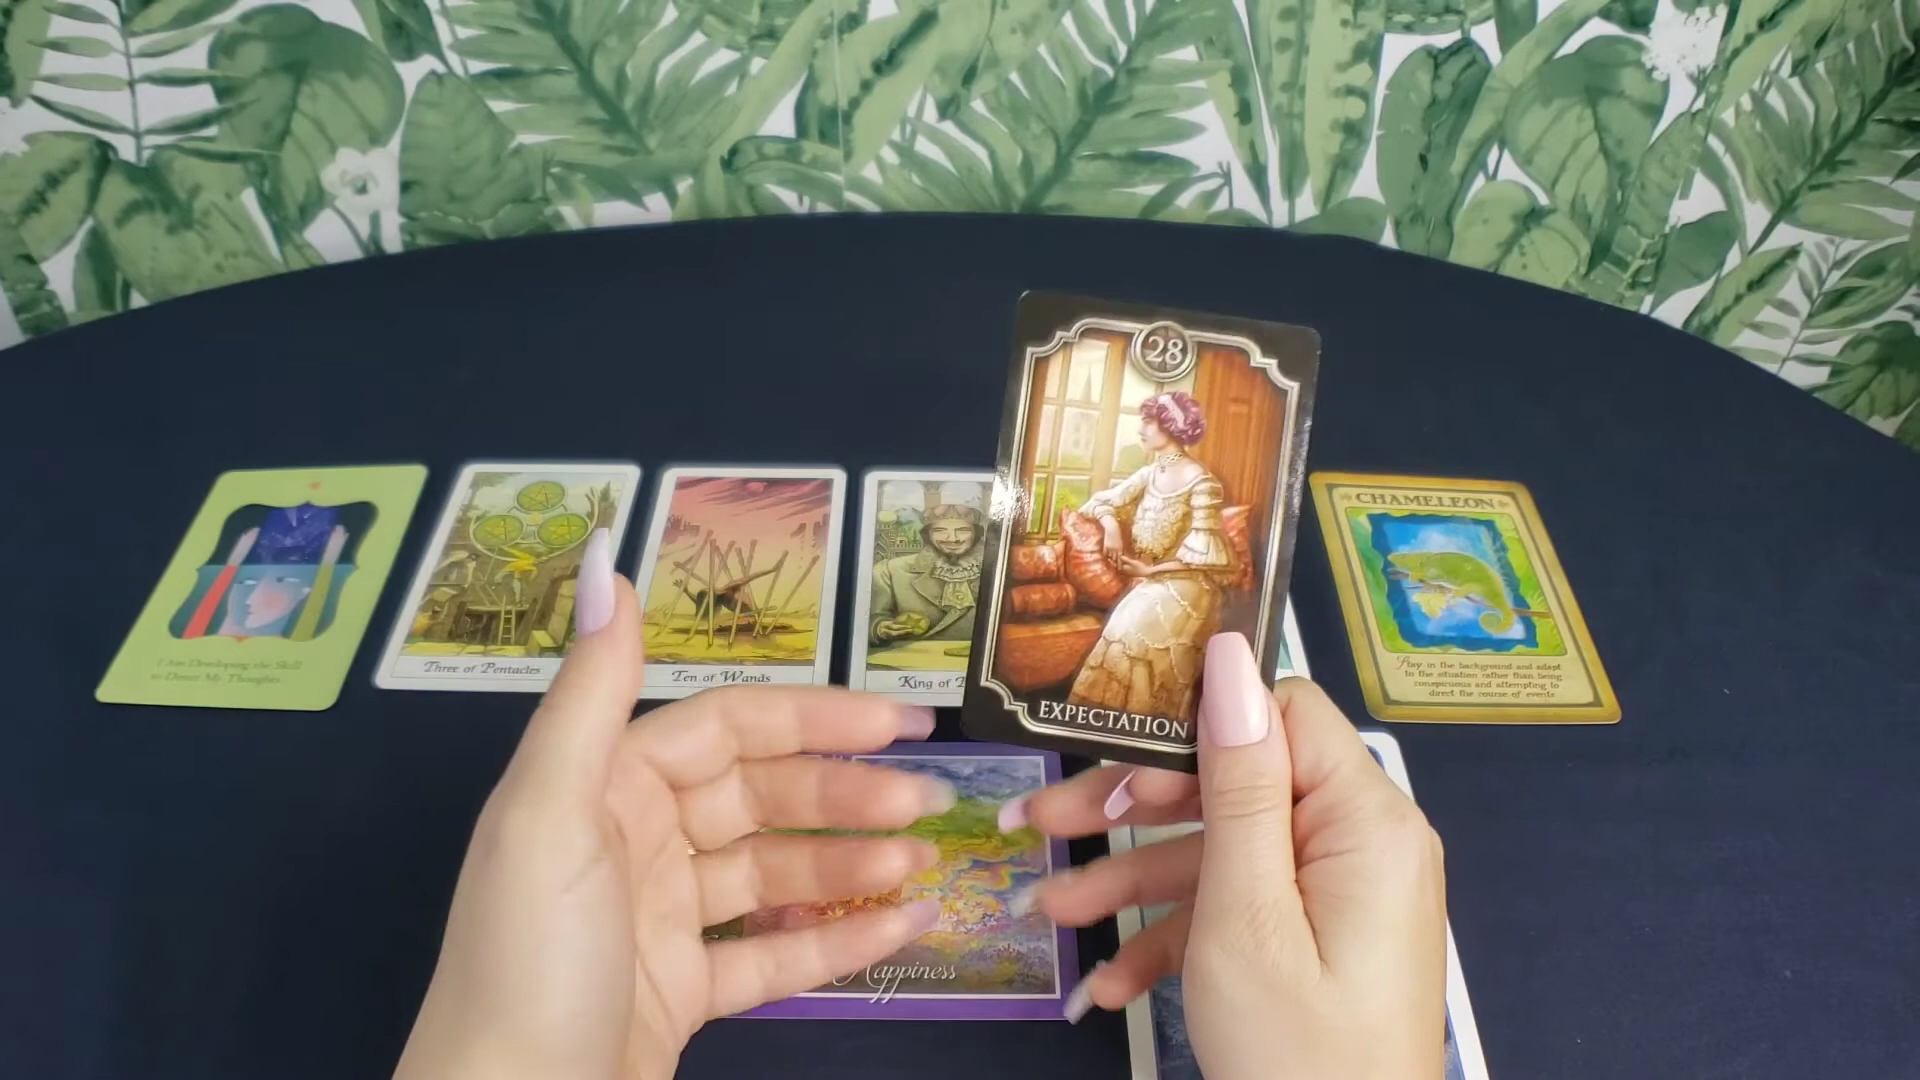 28
EXPECTATION
I Am Developing the Skill
to Direct My Thoughts
Three of Pentacles
Ten of Wands
King of
CHAMELEON
Stay in the background and adapt
to the situation rather than being
conspicuous and attempting to
direct the course of events
Happiness